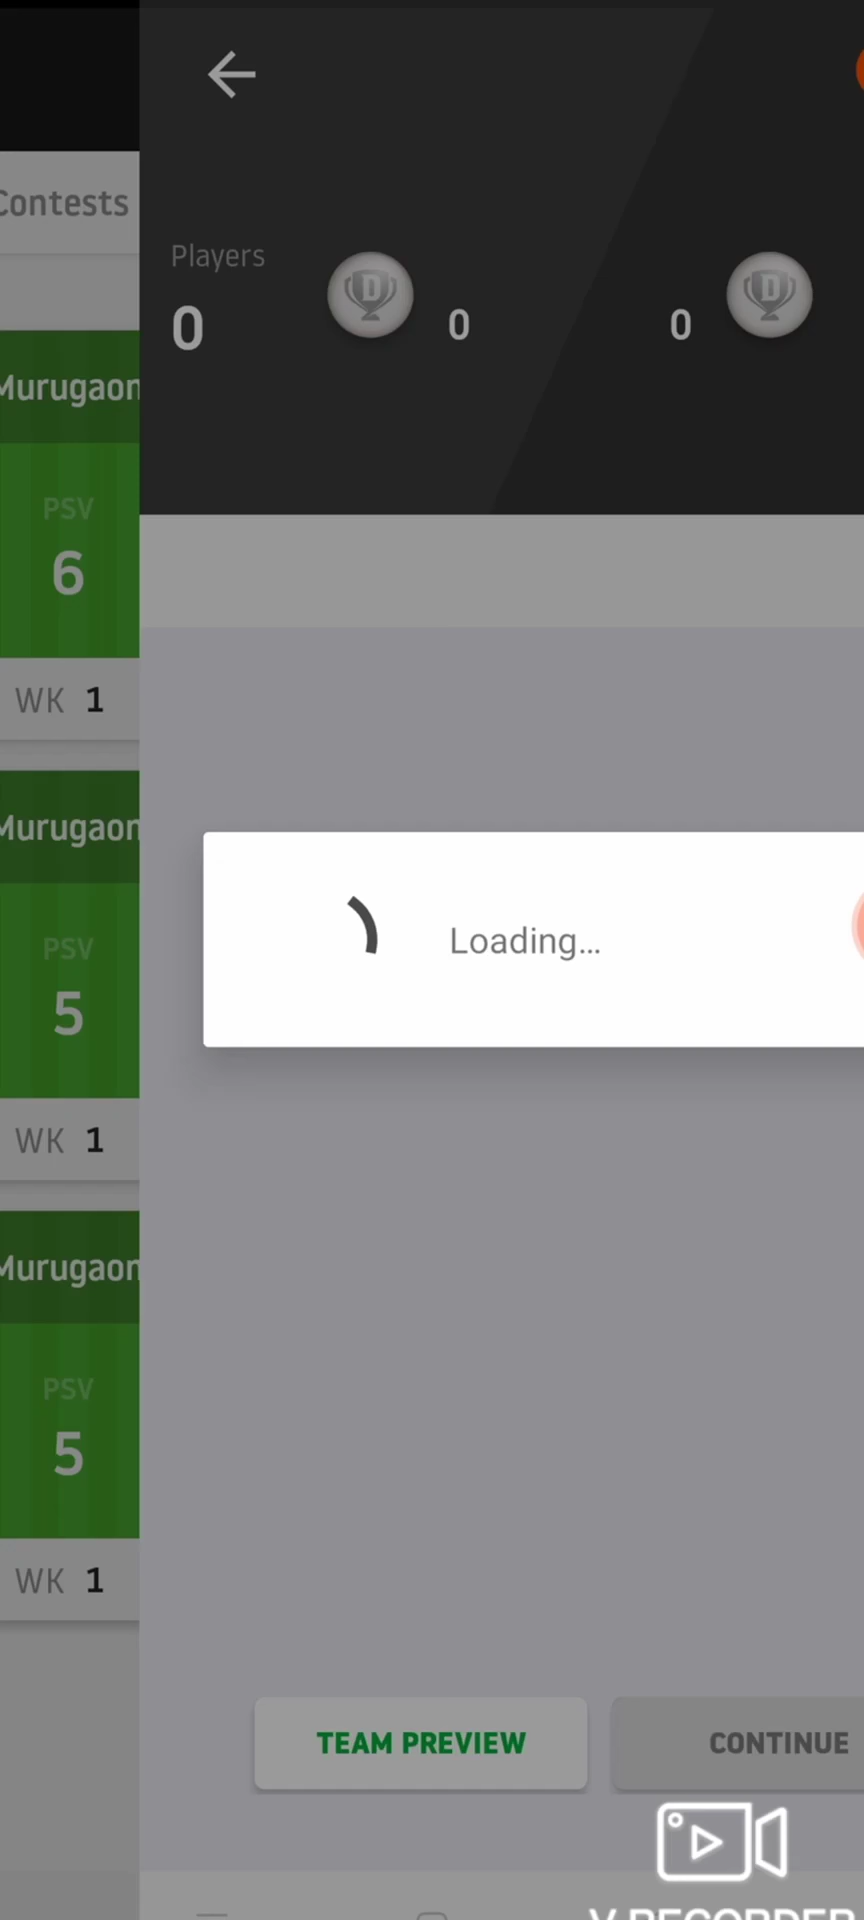 Contests
Players
0
0
0
Murugaon
PSV
6
WK 1
Murugaon
PSV
5
WK 1
Loading...
Murugaon
PSV
5
WK 1
TEAM PREVIEW
CONTINUE
V RECORDER